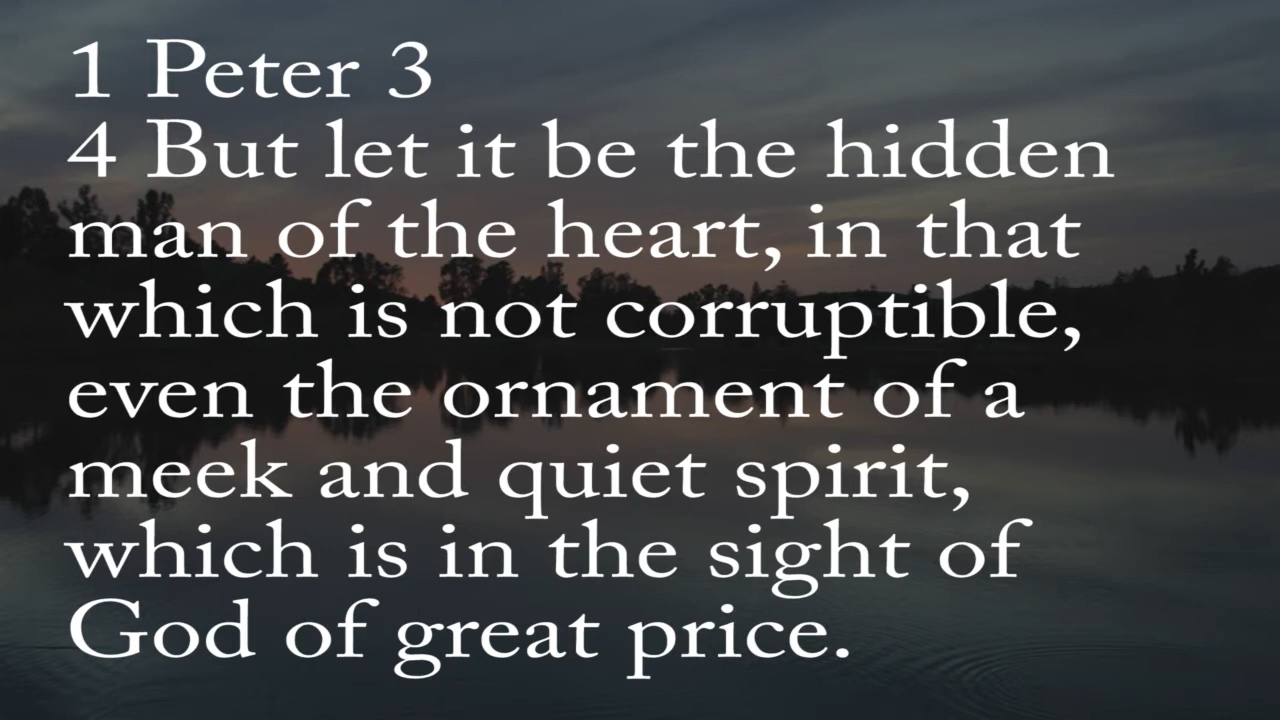 1 Peter 3
4 But let it be the hidden
man of the heart, in that
which is not corruptible,
even the ornament of a
meek and quiet spirit,
which is in the sight of
God of great price.